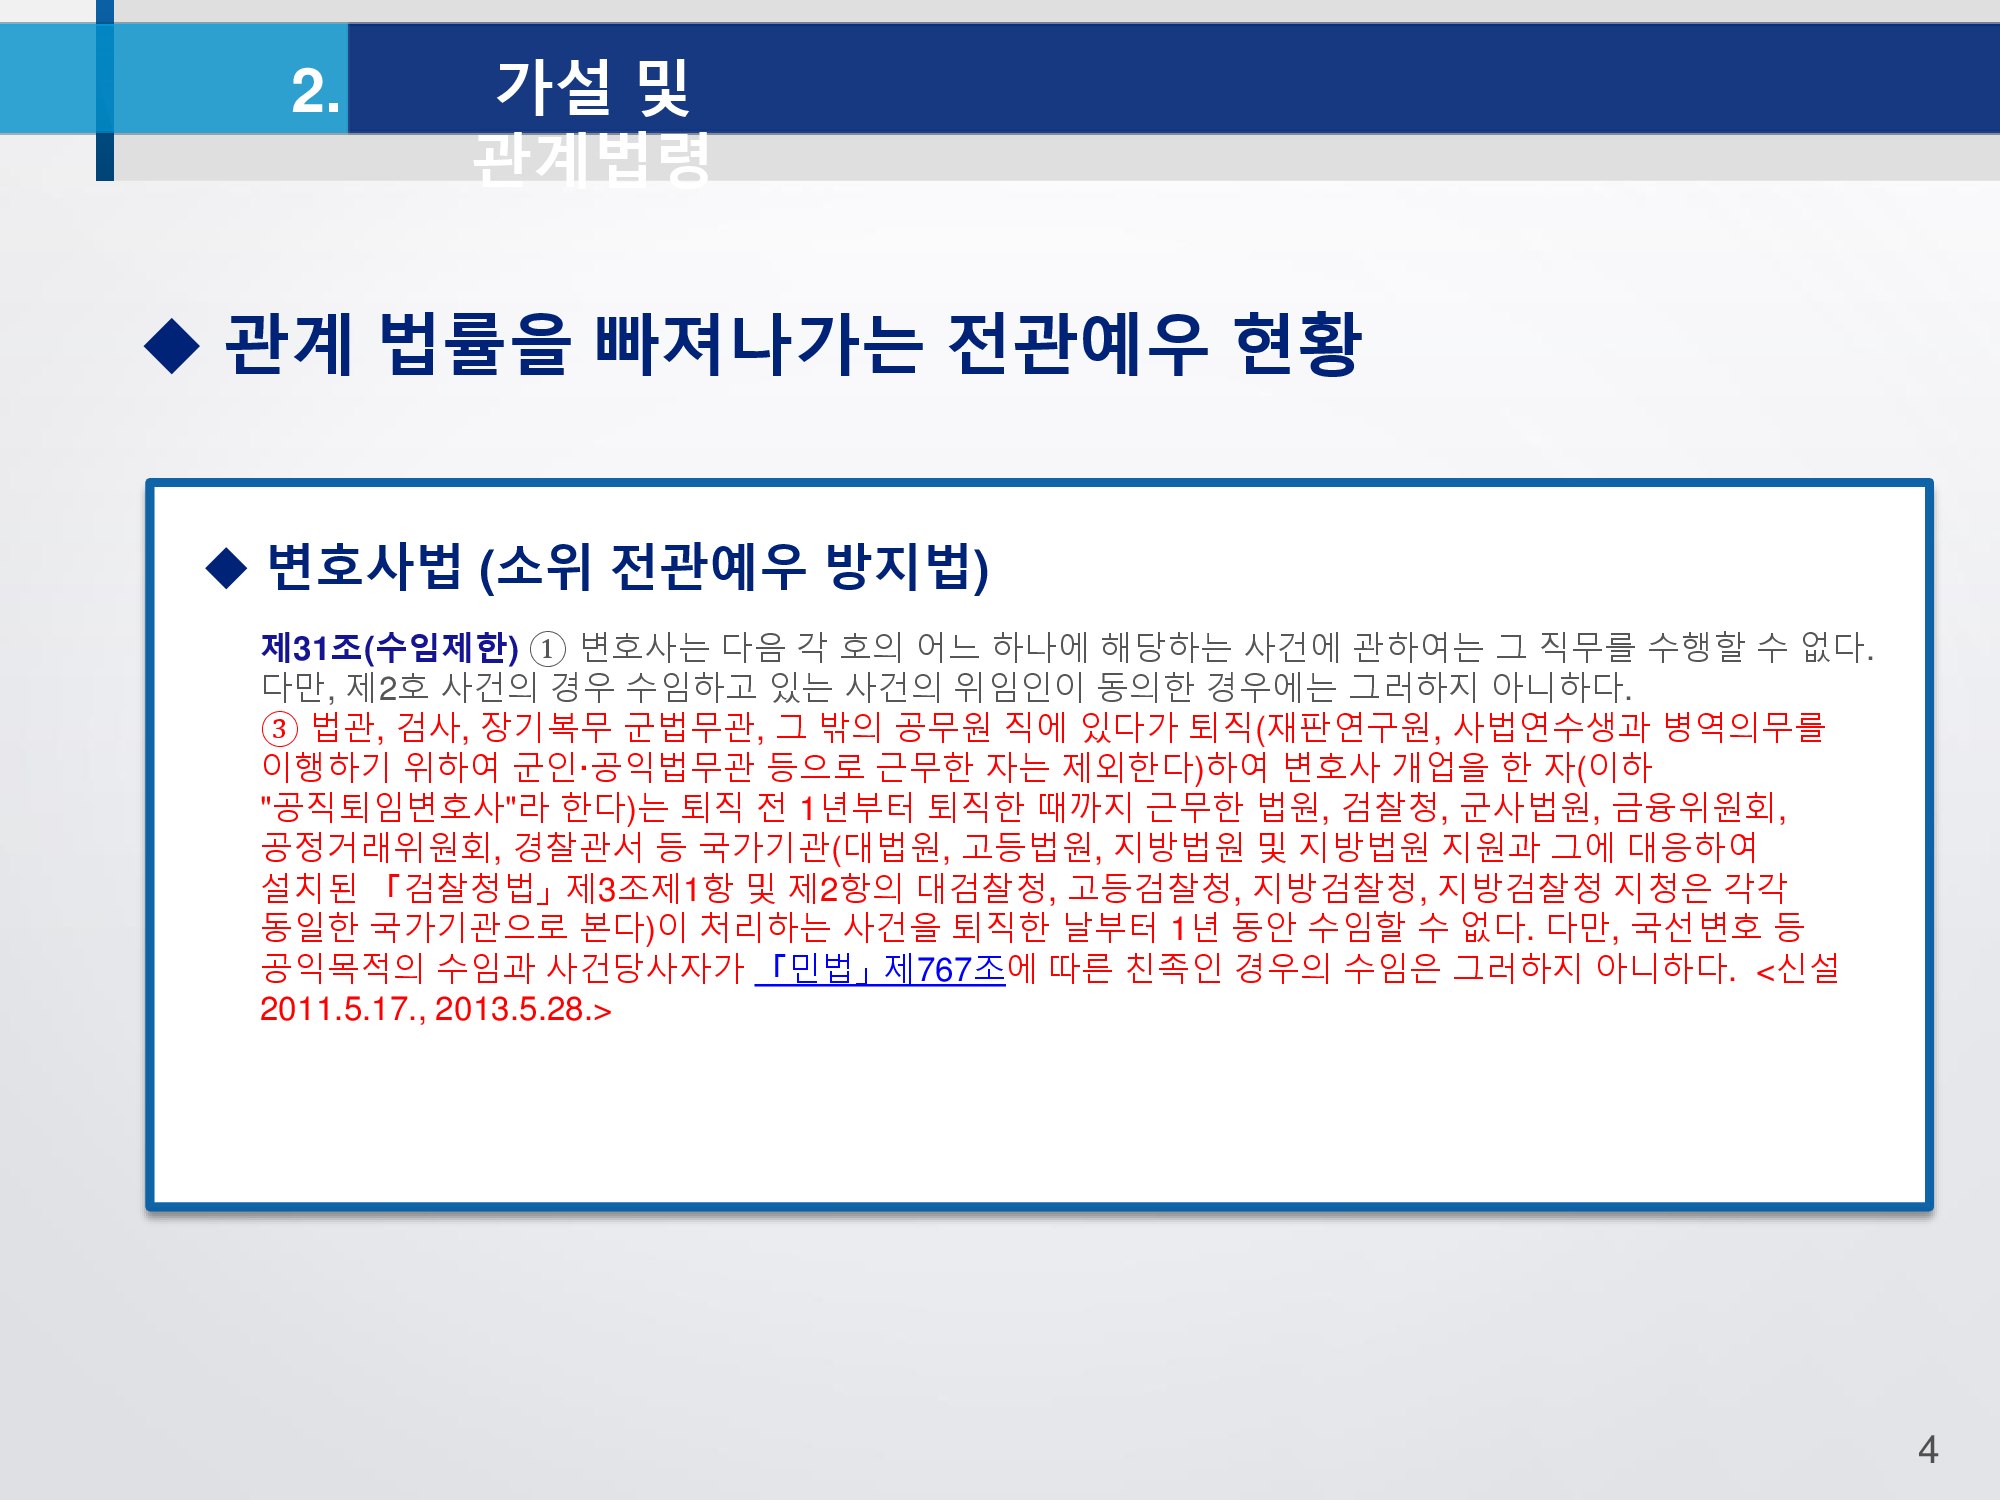 2. 가설 및
관계법령
◆ 관계 법률을 빠져나가는 전관예우 현황
◆ 변호사법 (소위 전관예우 방지법)
제31조(수임제한) ① 변호사는 다음 각 호의 어느 하나에 해당하는 사건에 관하여는 그 직무를 수행할 수 없다.
다만, 제2호 사건의 경우 수임하고 있는 사건의 위임인이 동의한 경우에는 그러하지 아니하다.
③ 법관, 검사, 장기복무 군법무관, 그 밖의 공무원 직에 있다가 퇴직(재판연구원, 사법연수생과 병역의무를
이행하기 위하여 군인·공익법무관 등으로 근무한 자는 제외한다)하여 변호사 개업을 한 자(이하
"공직퇴임변호사"라 한다)는 퇴직 전 1년부터 퇴직한 때까지 근무한 법원, 검찰청, 군사법원, 금융위원회,
공정거래위원회, 경찰관서 등 국가기관(대법원, 고등법원, 지방법원 및 지방법원 지원과 그에 대응하여
설치된 「검찰청법」제3조제1항 및 제2항의 대검찰청, 고등검찰청, 지방검찰청, 지방검찰청 지청은 각각
동일한 국가기관으로 본다)이 처리하는 사건을 퇴직한 날부터 1년 동안 수임할 수 없다. 다만, 국선변호 등
공익목적의 수임과 사건당사자가 「민법」제767조에 따른 친족인 경우의 수임은 그러하지 아니하다. <신설
2011.5.17., 2013.5.28.>
4